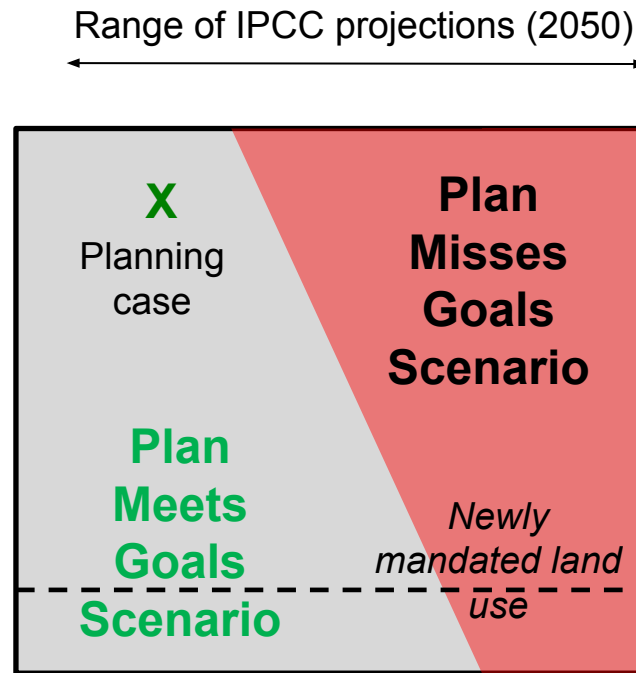 Range of IPCC projections (2050)
X
Planning
case
Plan
Misses
Goals
Scenario
Plan
Meets
Goals
Scenario
Newly
mandated land
use